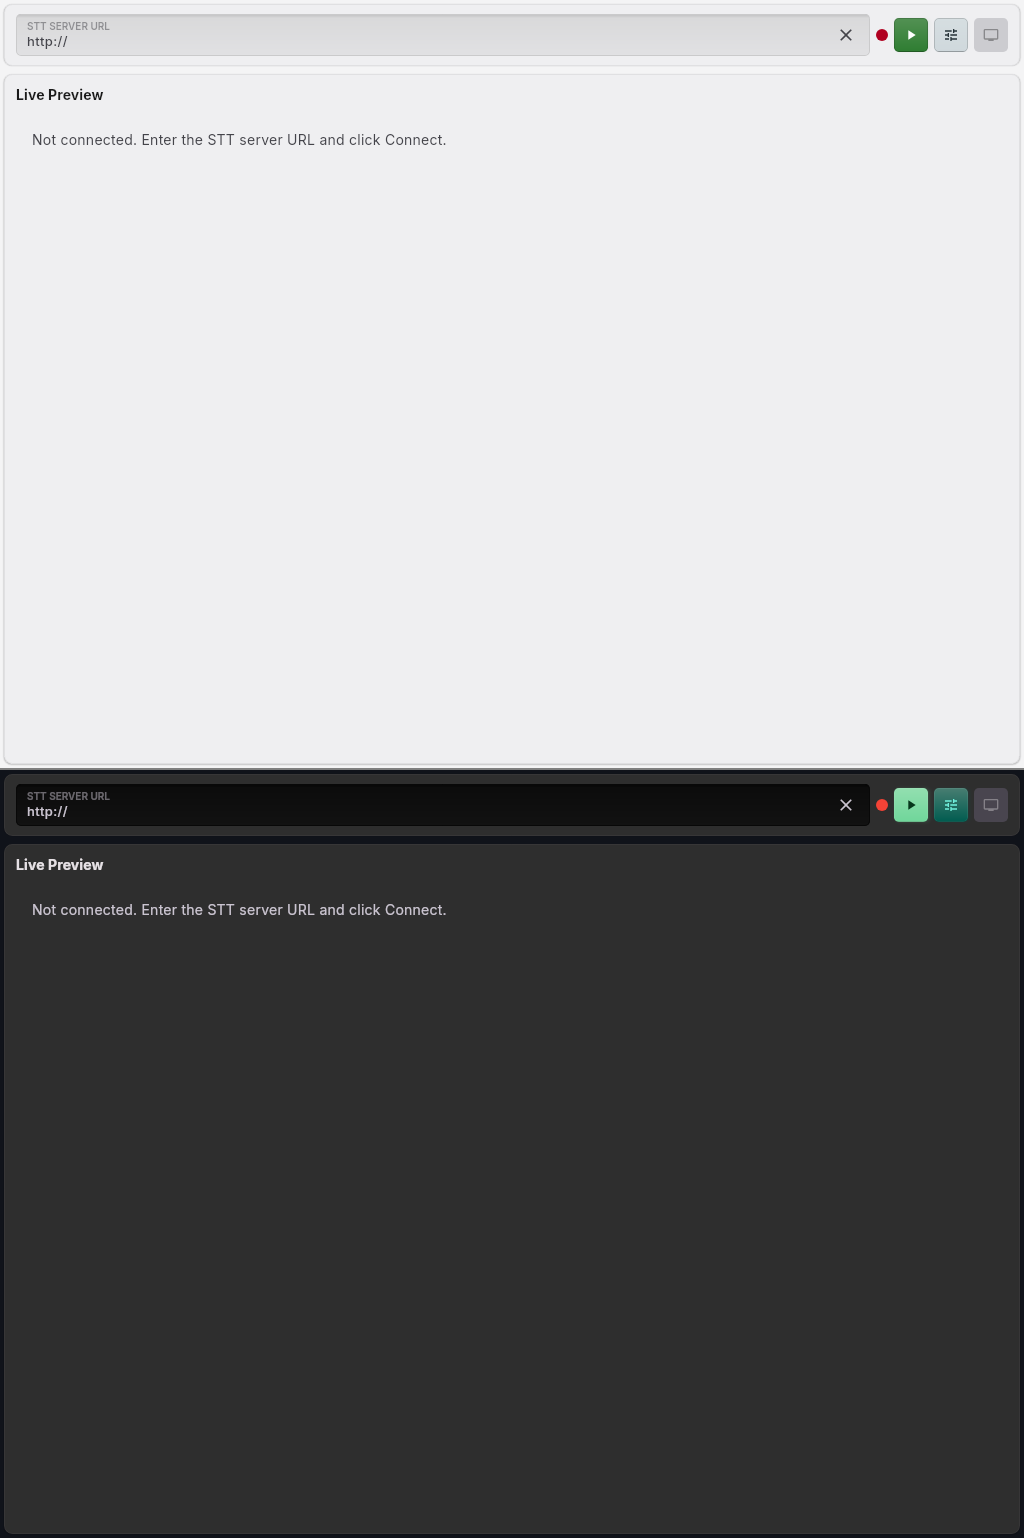 STT SERVER URL
http://
Live Preview
Not connected. Enter the STT server URL and click Connect.
STT SERVER URL
http://
Live Preview
Not connected. Enter the STT server URL and click Connect.